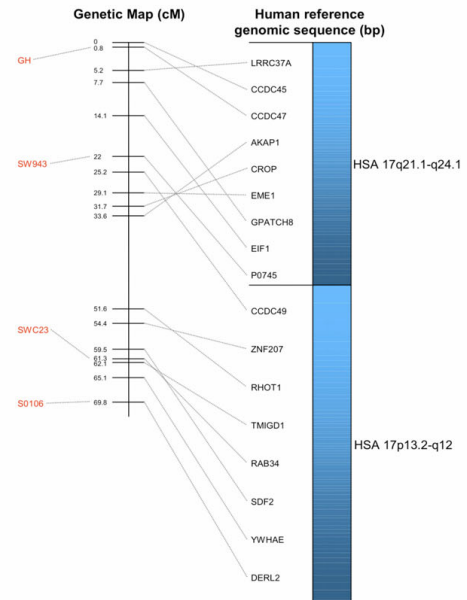 Genetic Map (cM)
Human reference
genomic sequence (bp)
0
0.8
5.2
7.7
14.1
22
25.2
29.1
31.7
33.6
51.6
54.4
59.5
61.3
62.1
65.1
69.8
GH
SW943
SWC23
S0106
LRRC37A
CCDC45
CCDC47
AKAP1
CROP
EME1
GPATCH8
EIF1
P0745
CCDC49
ZNF207
RHOT1
TMIGD1
RAB34
SDF2
YWHAE
DERL2
HSA 17q21.1-q24.1
HSA 17p13.2-q12